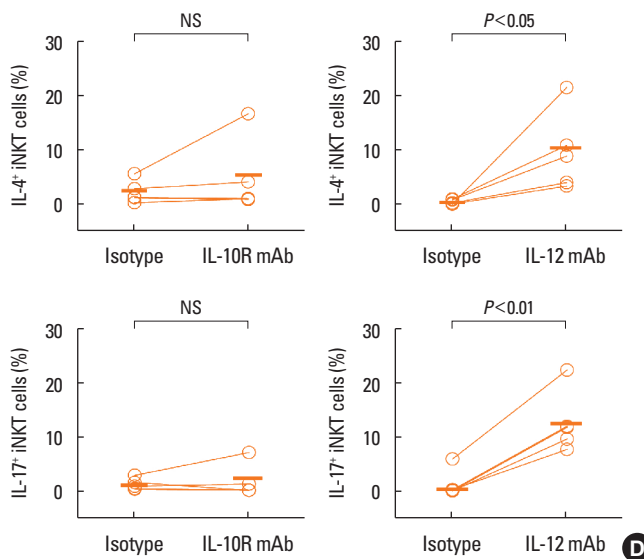 NS
30
20
10
0
IL-4⁺ iNKT cells (%)
Isotype IL-10R mAb
P<0.05
30
20
10
0
IL-4⁺ iNKT cells (%)
Isotype IL-12 mAb
NS
30
20
10
0
IL-17⁺ iNKT cells (%)
Isotype IL-10R mAb
P<0.01
30
20
10
0
IL-17⁺ iNKT cells (%)
Isotype IL-12 mAb
D